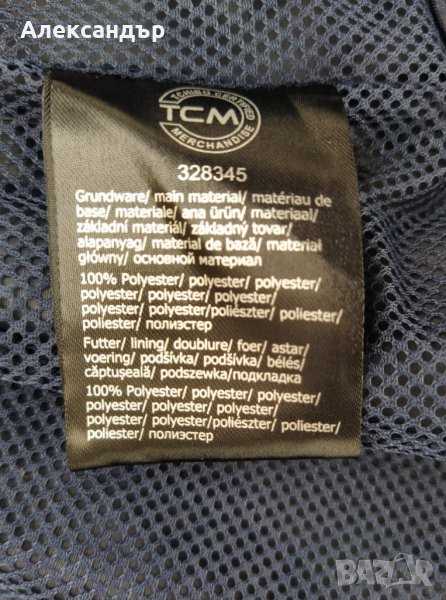 Александър
TCHIBO CERTIFIED
TCM
MERCHANDISE
328345
Grundware/ main material/ matériau de
base/ materiale/ ana ürün/ materiaal/
základní materiál/ základný tovar/
alapanyag/ material de bază/ materiał
główny/ основной материал
100% Polyester/ polyester/ polyester/
polyester/ polyester/ polyester/
polyester/ polyester/poliészter/ poliester/
poliester/ полиэстер
Futter/ lining/ doublure/ foer/ astar/
voering/ podšívka/ podšívka/ bélés/
căptușeală/ podszewka/подкладка
100% Polyester/ polyester/ polyester/
polyester/ polyester/ polyester/
polyester/ polyester/poliészter/ poliester/
poliester/ полиэстер
BAZAR